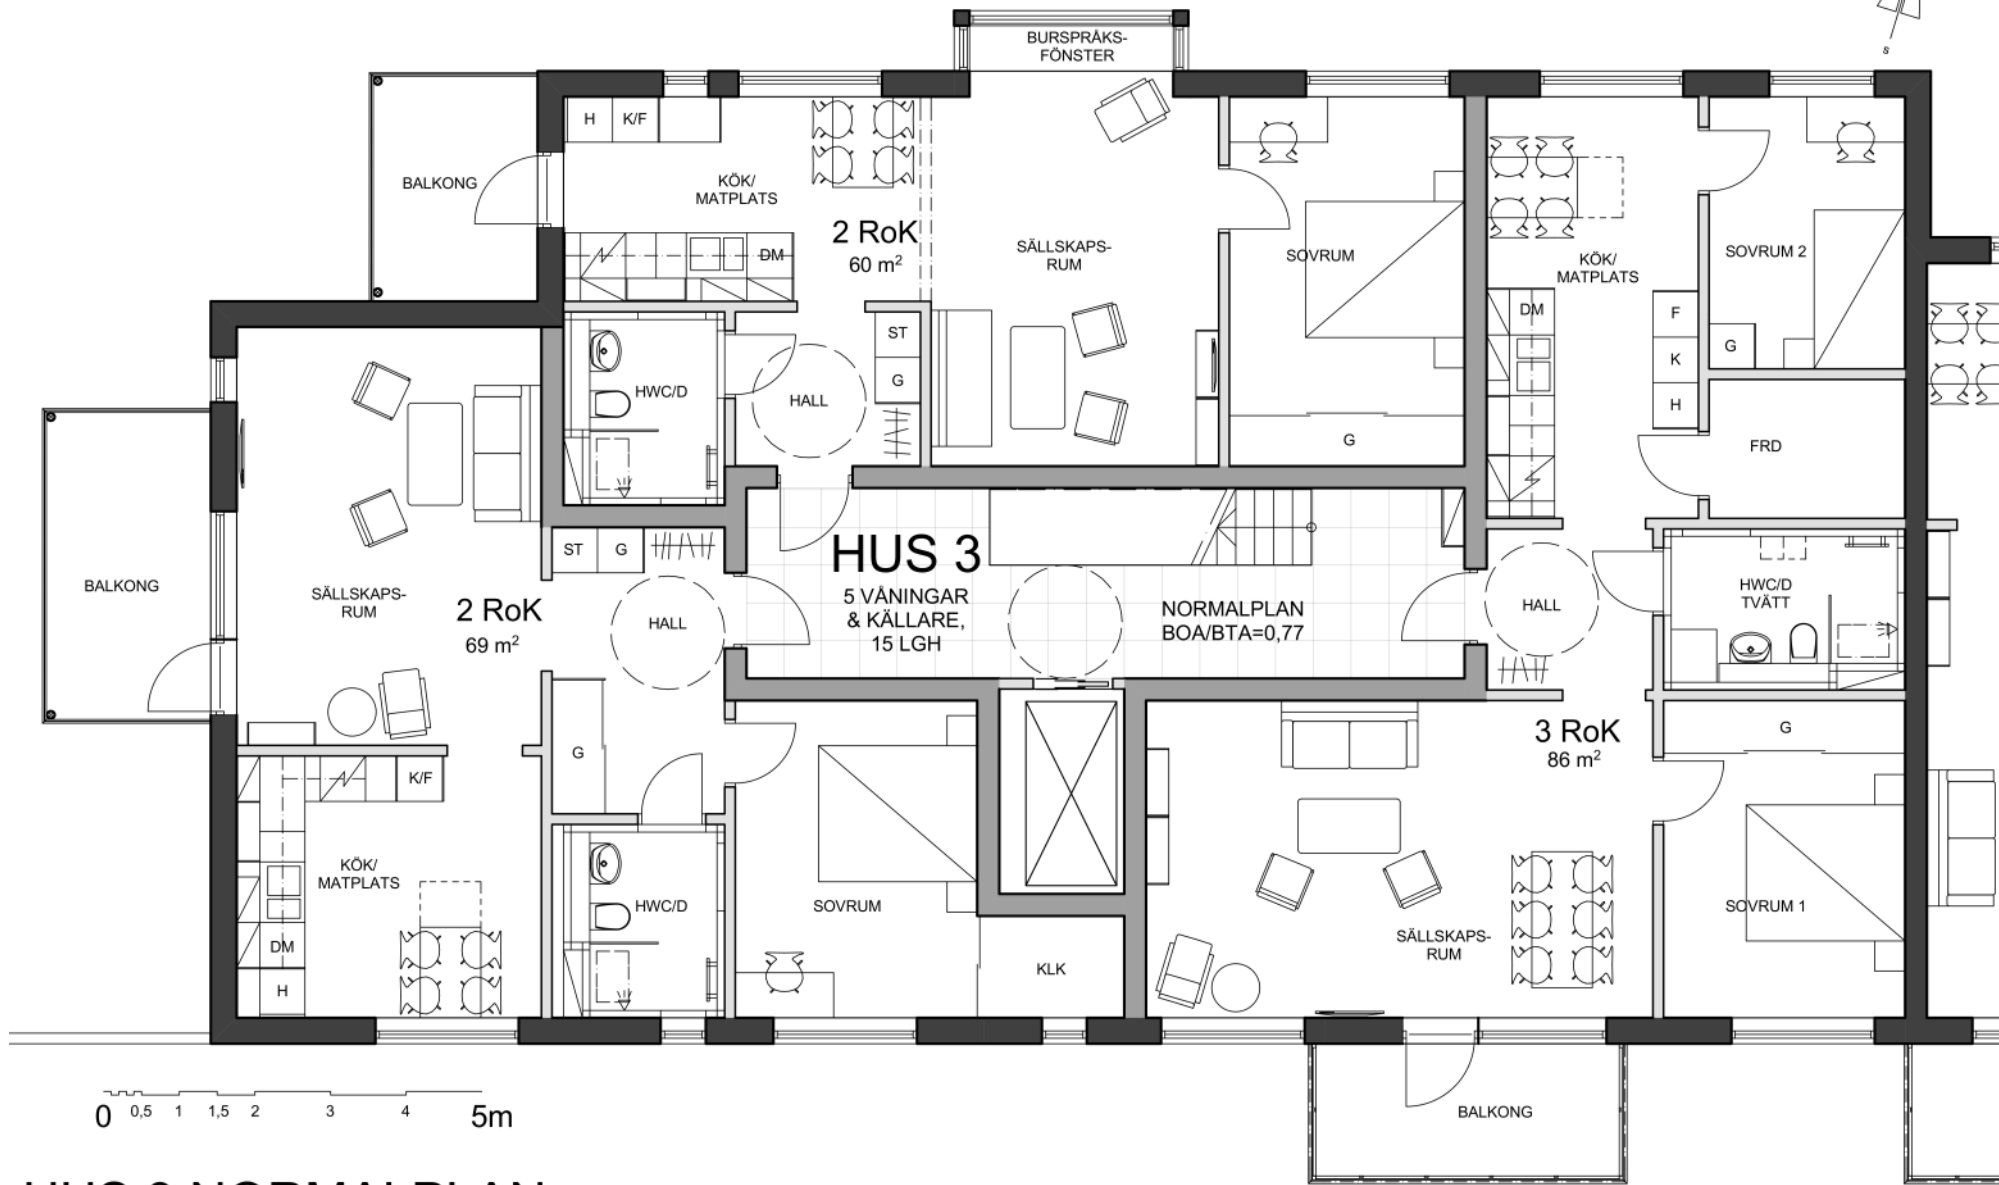 s
BURSPRÅKS-
FÖNSTER
H
K/F
BALKONG
KÖK/
MATPLATS
2 RoK
60 m²
DM
SÄLLSKAPS-
RUM
SOVRUM
KÖK/
MATPLATS
SOVRUM 2
DM
F
K
H
G
ST
G
HWC/D
HALL
G
FRD
BALKONG
SÄLLSKAPS-
RUM
2 RoK
69 m²
ST
G
HALL
HUS 3
5 VÅNINGAR
& KÄLLARE,
15 LGH
NORMALPLAN
BOA/BTA=0,77
HALL
HWC/D
TVÄTT
G
K/F
KÖK/
MATPLATS
DM
H
HWC/D
SOVRUM
KLK
3 RoK
86 m²
G
SÄLLSKAPS-
RUM
SOVRUM 1
BALKONG
0 0,5 1 1,5 2 3 4 5m
HUS 3 NORMALPLAN